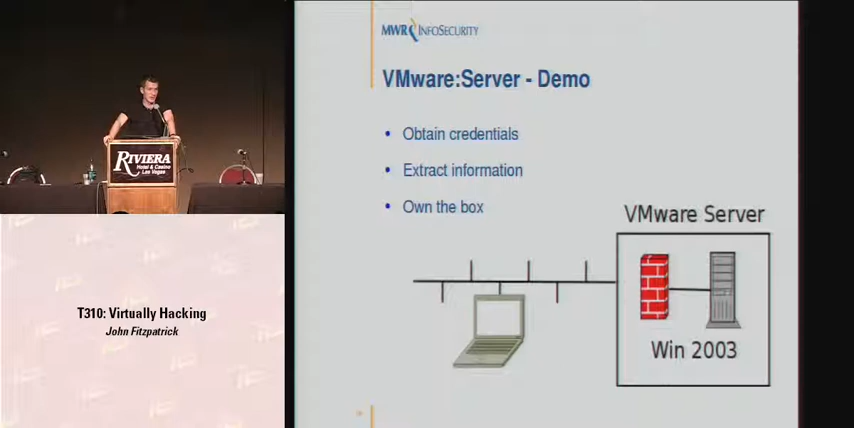 MWR INFOSECURITY
VMware:Server - Demo
• Obtain credentials
• Extract information
• Own the box
VMware Server
Win 2003
RIVIERA
Hotel & Casino
Las Vegas
T310: Virtually Hacking
John Fitzpatrick